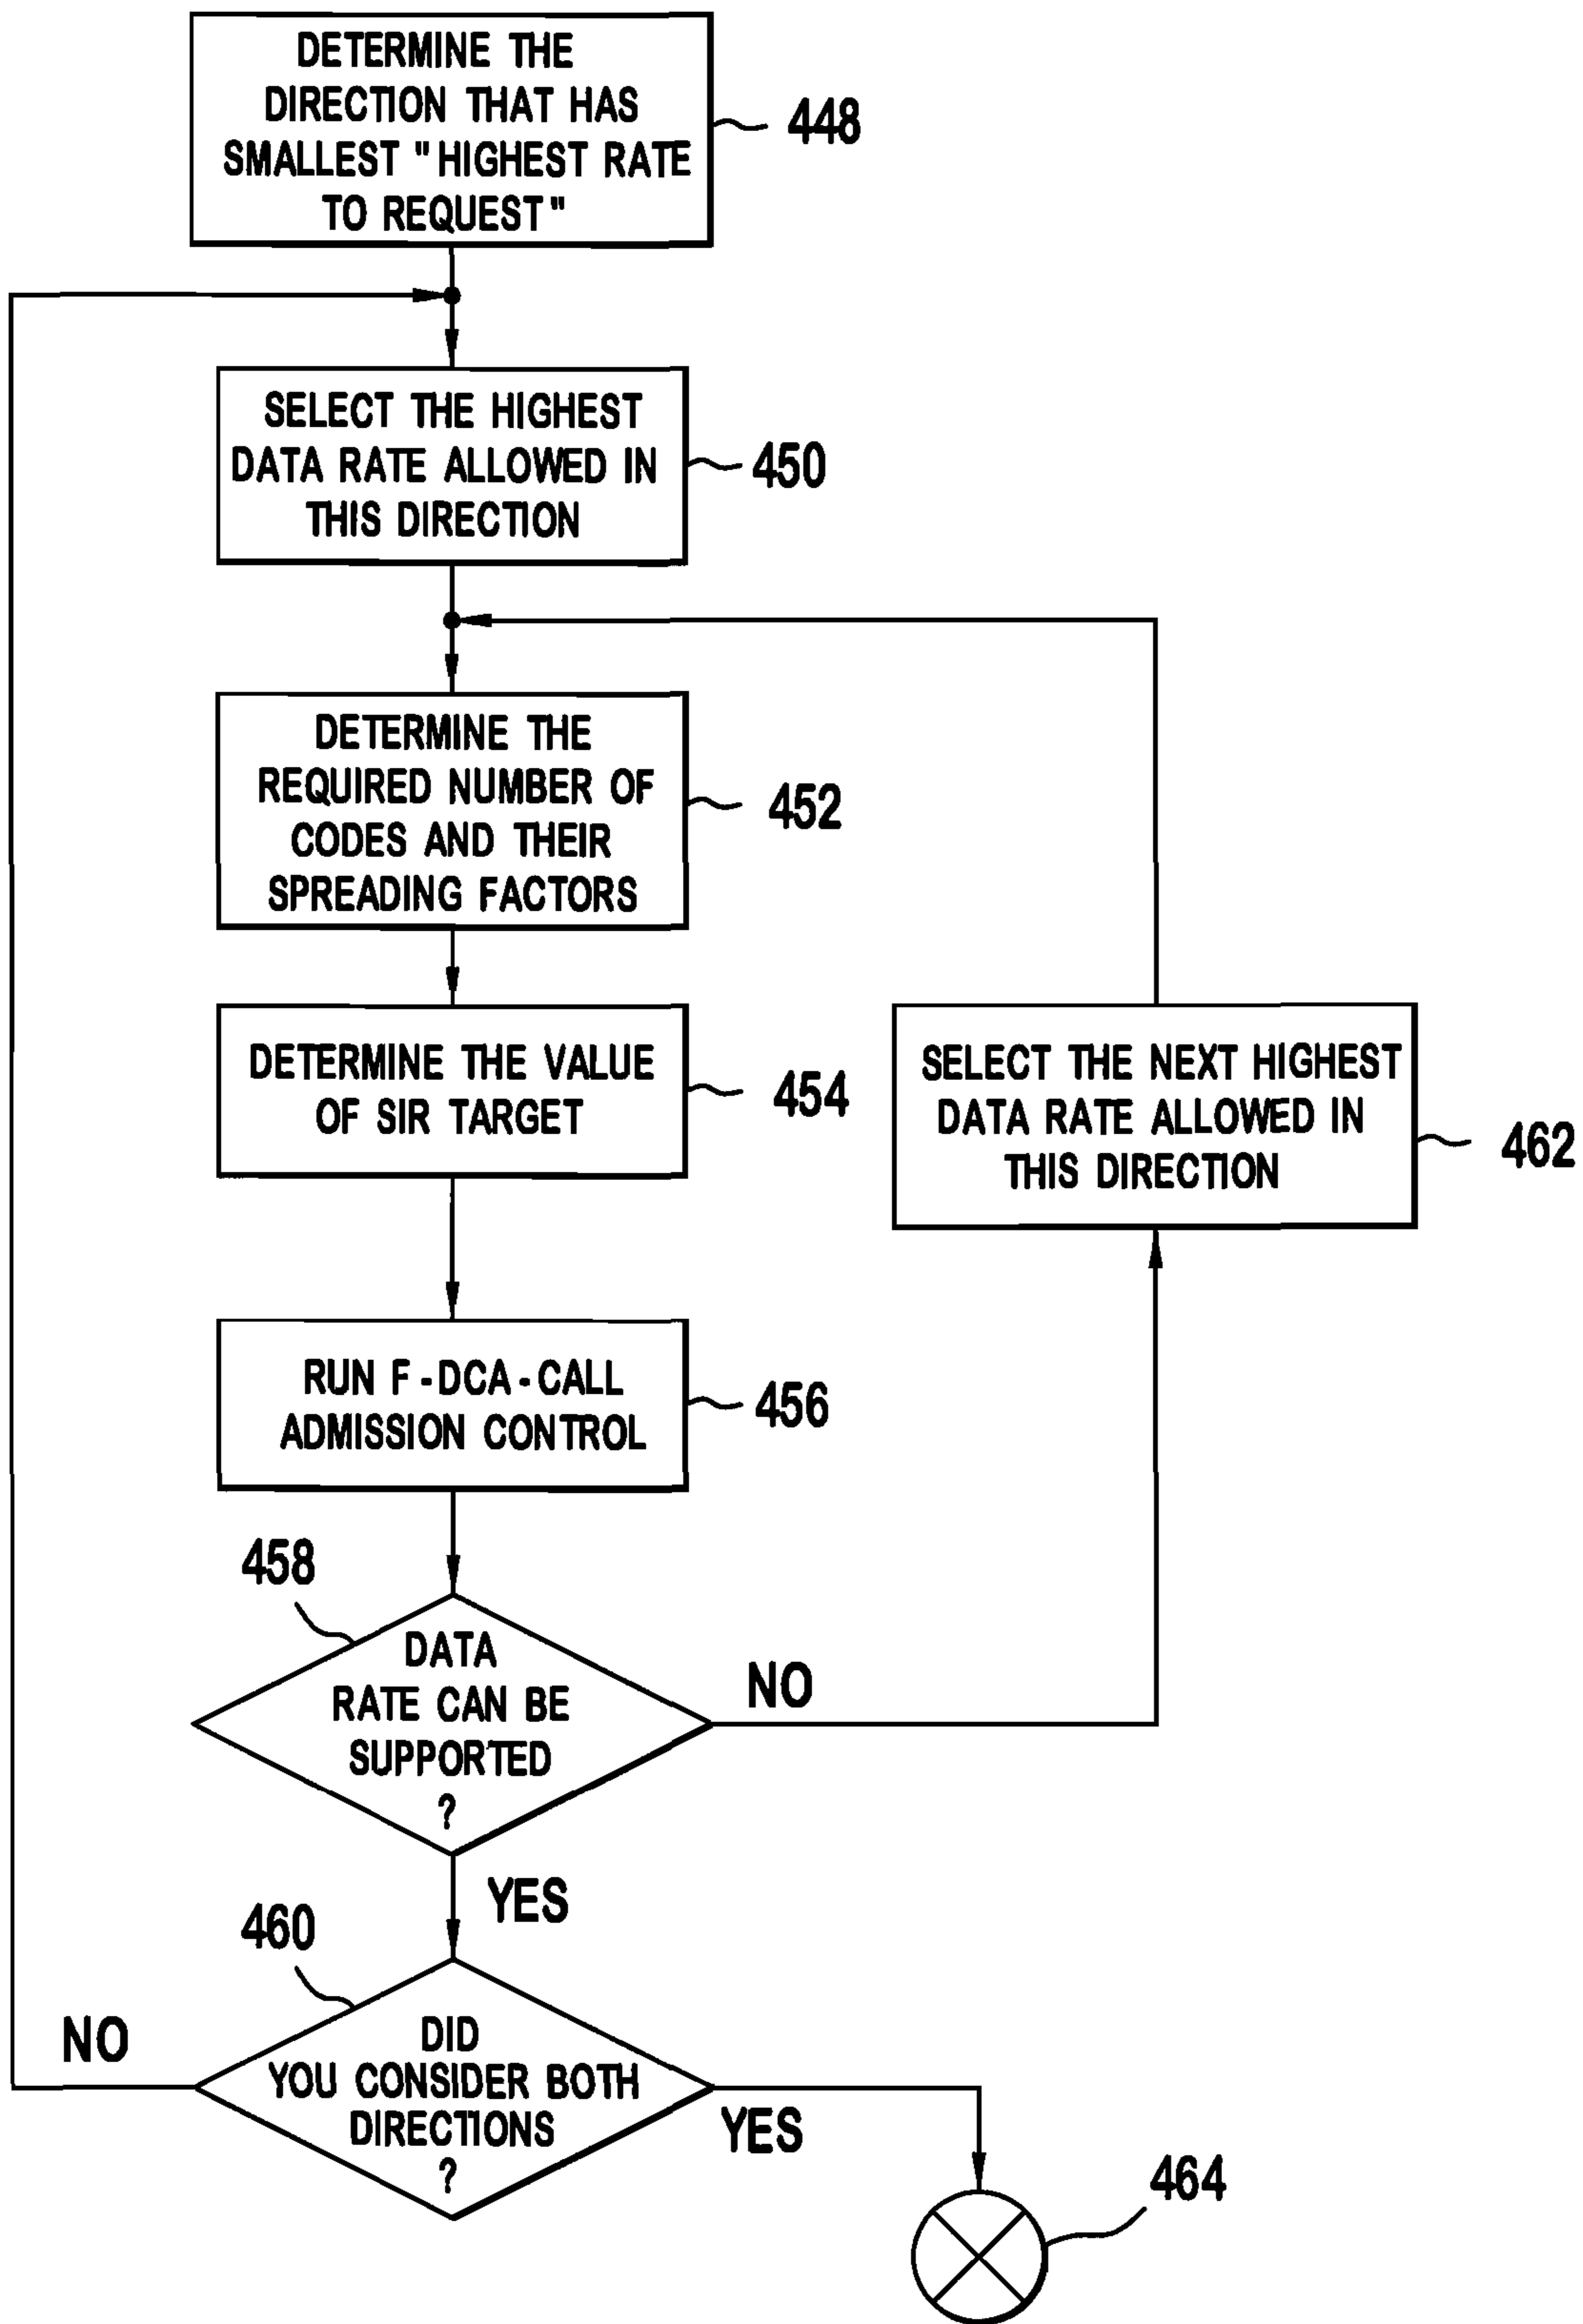 DETERMINE THE
DIRECTION THAT HAS
SMALLEST "HIGHEST RATE
TO REQUEST"
448
SELECT THE HIGHEST
DATA RATE ALLOWED IN
THIS DIRECTION
450
DETERMINE THE
REQUIRED NUMBER OF
CODES AND THEIR
SPREADING FACTORS
452
DETERMINE THE VALUE
OF SIR TARGET
454
SELECT THE NEXT HIGHEST
DATA RATE ALLOWED IN
THIS DIRECTION
462
RUN F-DCA-CALL
ADMISSION CONTROL
456
458
DATA
RATE CAN BE
SUPPORTED
?
NO
YES
460
DID
YOU CONSIDER BOTH
DIRECTIONS
?
NO
YES
464